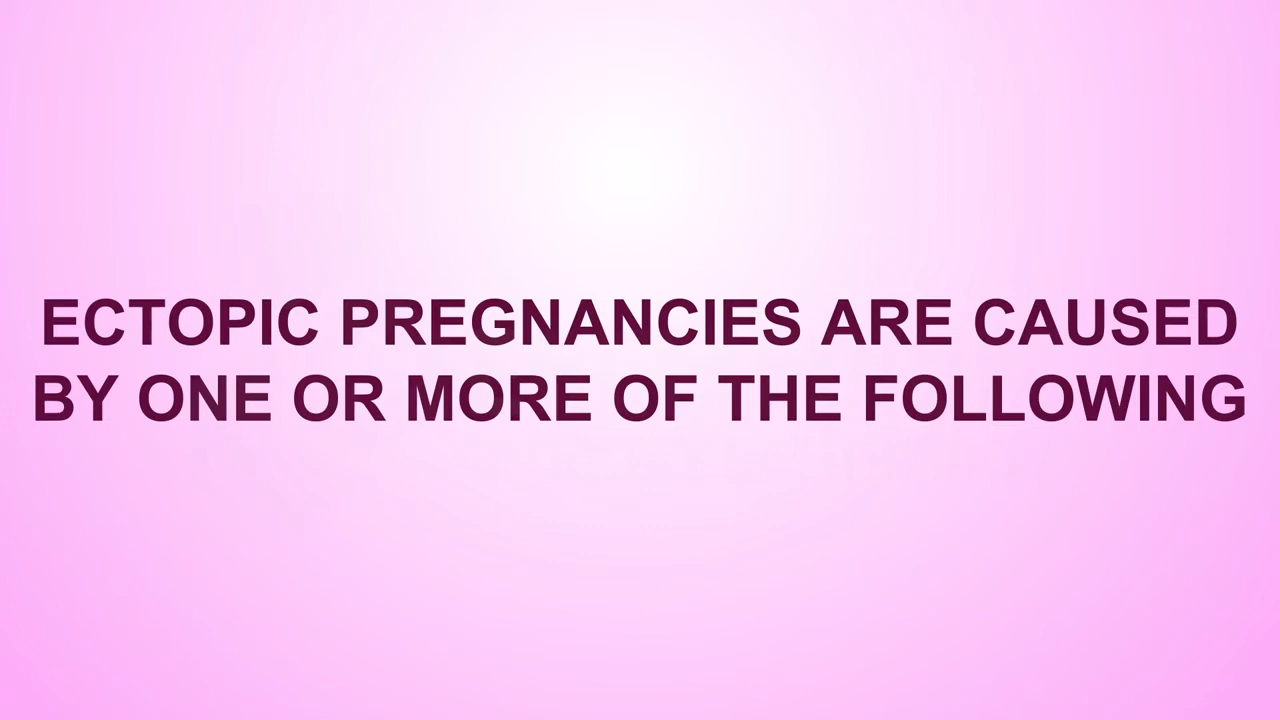 ECTOPIC PREGNANCIES ARE CAUSED
BY ONE OR MORE OF THE FOLLOWING